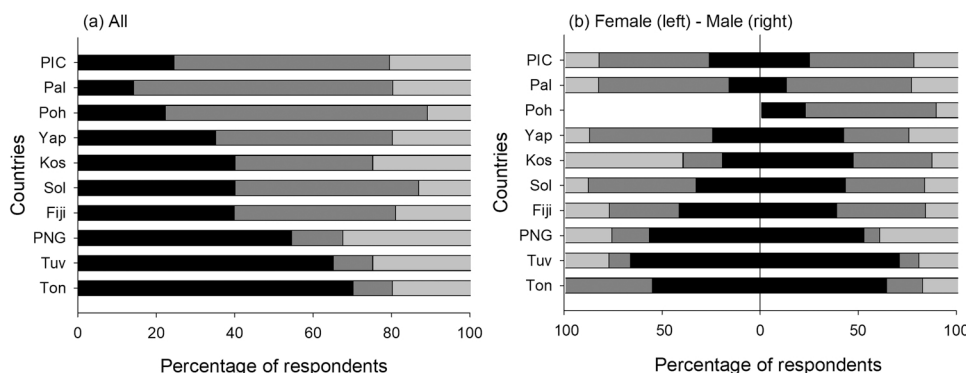 (a) All
Countries
PIC
Pal
Poh
Yap
Kos
Sol
Fiji
PNG
Tuv
Ton
0 20 40 60 80 100
Percentage of respondents
(b) Female (left) - Male (right)
Countries
PIC
Pal
Poh
Yap
Kos
Sol
Fiji
PNG
Tuv
Ton
100 50 0 50 100
Percentage of respondents